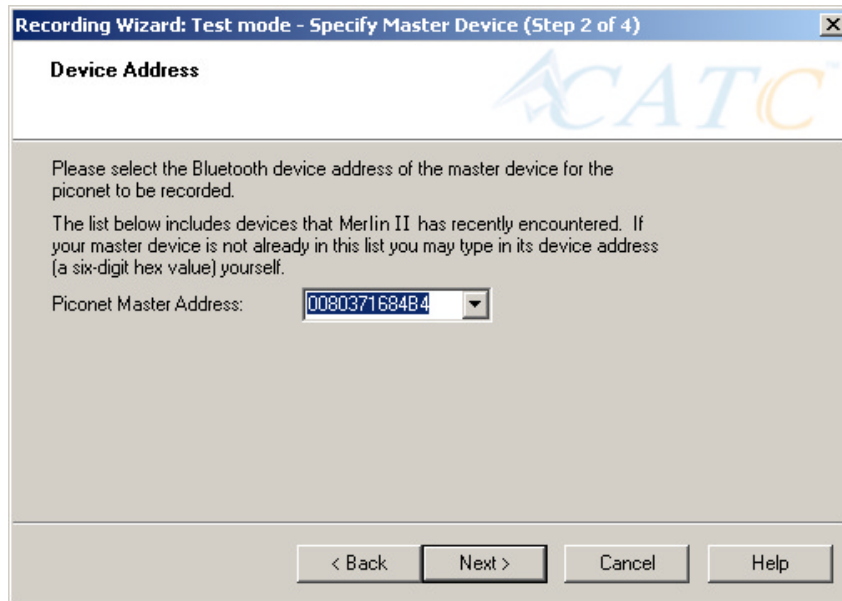 Recording Wizard: Test mode - Specify Master Device (Step 2 of 4)
Device Address
CATC™
Please select the Bluetooth device address of the master device for the
piconet to be recorded.
The list below includes devices that Merlin II has recently encountered. If
your master device is not already in this list you may type in its device address
(a six-digit hex value) yourself.
Piconet Master Address: 0080371684B4
< Back Next > Cancel Help